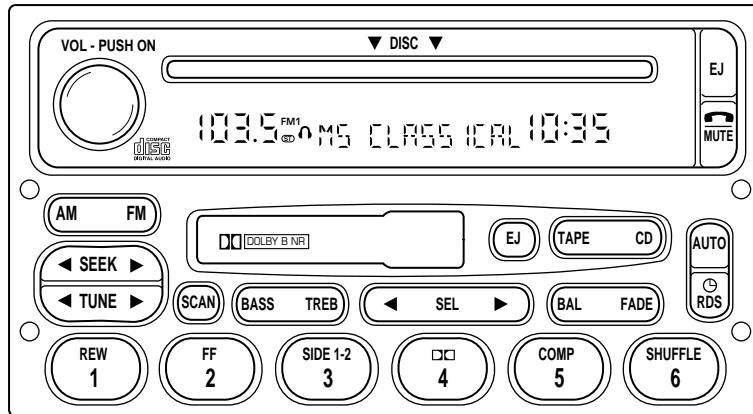 VOL - PUSH ON
DISC
EJ
103.5 FM1 ST MS CLASSICAL 10:35
MUTE
COMPACT
disc
DIGITAL AUDIO
AM FM
DOLBY B NR
EJ
TAPE CD
AUTO
SEEK
TUNE
SCAN
BASS TREB
SEL
BAL FADE
RDS
REW
1
FF
2
SIDE 1-2
3
4
COMP
5
SHUFFLE
6